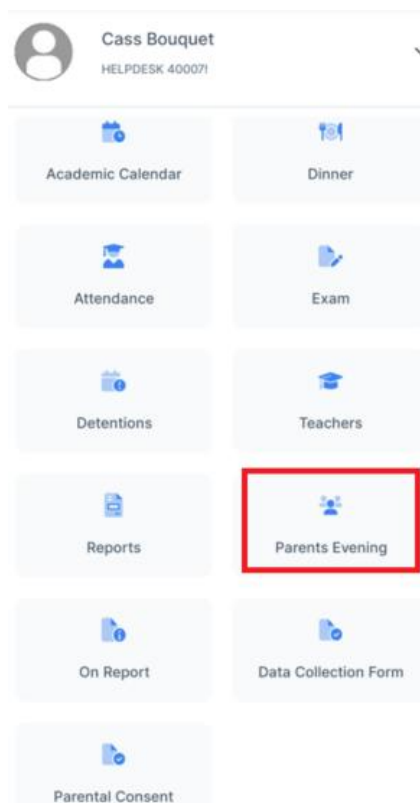 Cass Bouquet
HELPDESK 40007!
Academic Calendar
Dinner
Attendance
Exam
Detentions
Teachers
Reports
Parents Evening
On Report
Data Collection Form
Parental Consent